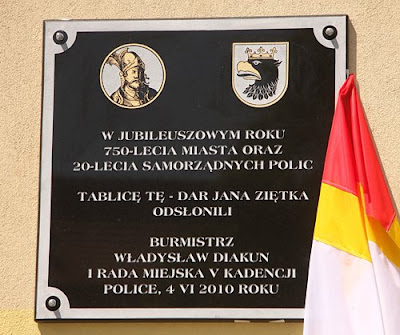 W JUBILEUSZOWYM ROKU
750-LECIA MIASTA ORAZ
20-LECIA SAMORZĄDNYCH POLIC
TABLICĘ TĘ - DAR JANA ZIĘTKA
ODSŁONILI
BURMISTRZ
WŁADYSŁAW DIAKUN
I RADA MIEJSKA V KADENCJI
POLICE, 4 VI 2010 ROKU